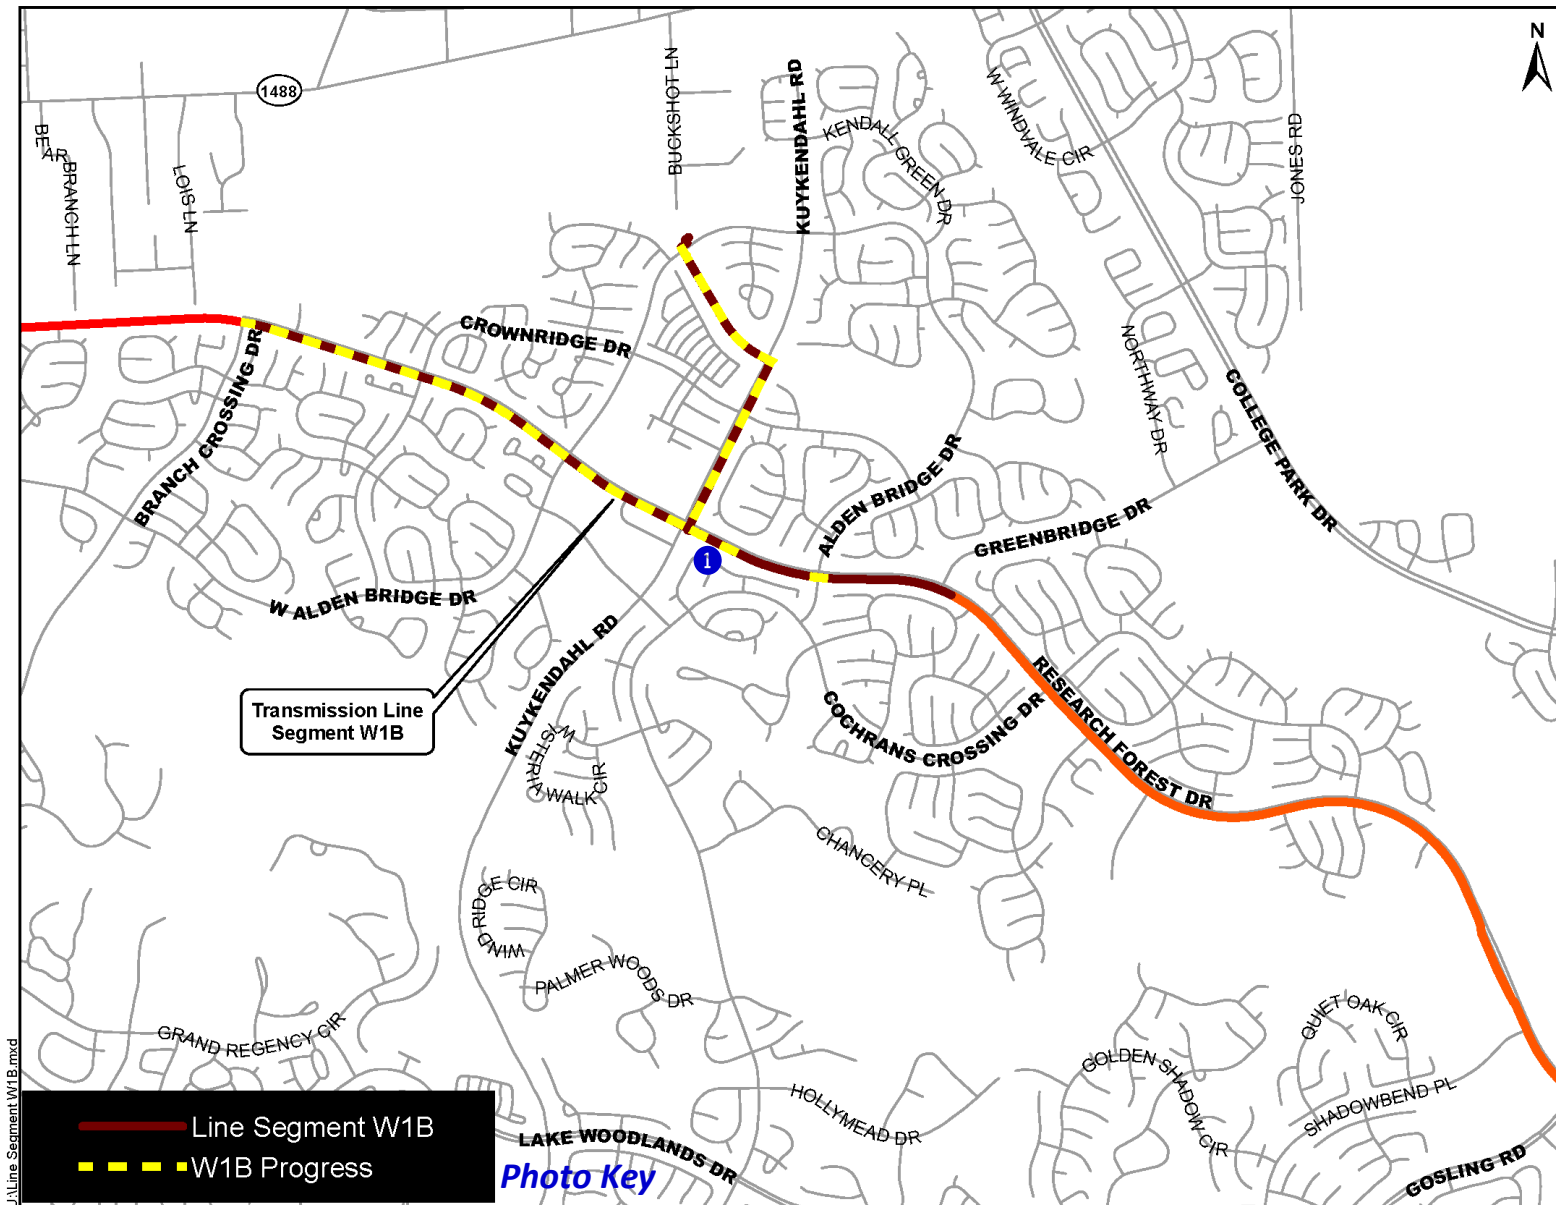 N
1488
BUCKSHOT LN
KUYKENDAHL RD
W WINDVALE CIR
KENDALL GREEN DR
JONES RD
BEAR BRANCH LN
LOIS LN
CROWNRIDGE DR
NORTHWAY DR
COLLEGE PARK DR
BRANCH CROSSING DR
ALDEN BRIDGE DR
GREENBRIDGE DR
1
W ALDEN BRIDGE DR
KUYKENDAHL RD
Transmission Line
Segment W1B
RESEARCH FOREST DR
COCHRANS CROSSING DR
WISTERIA WALK CIR
CHANCERY PL
WIND RIDGE CIR
PALMER WOODS DR
GRAND REGENCY CIR
QUIET OAK CIR
GOLDEN SHADOW CIR
SHADOWBEND PL
HOLLYMEAD DR
LAKE WOODLANDS DR
GOSLING RD
Line Segment W1B
W1B Progress
Photo Key
J:\Line Segment W1B.mxd